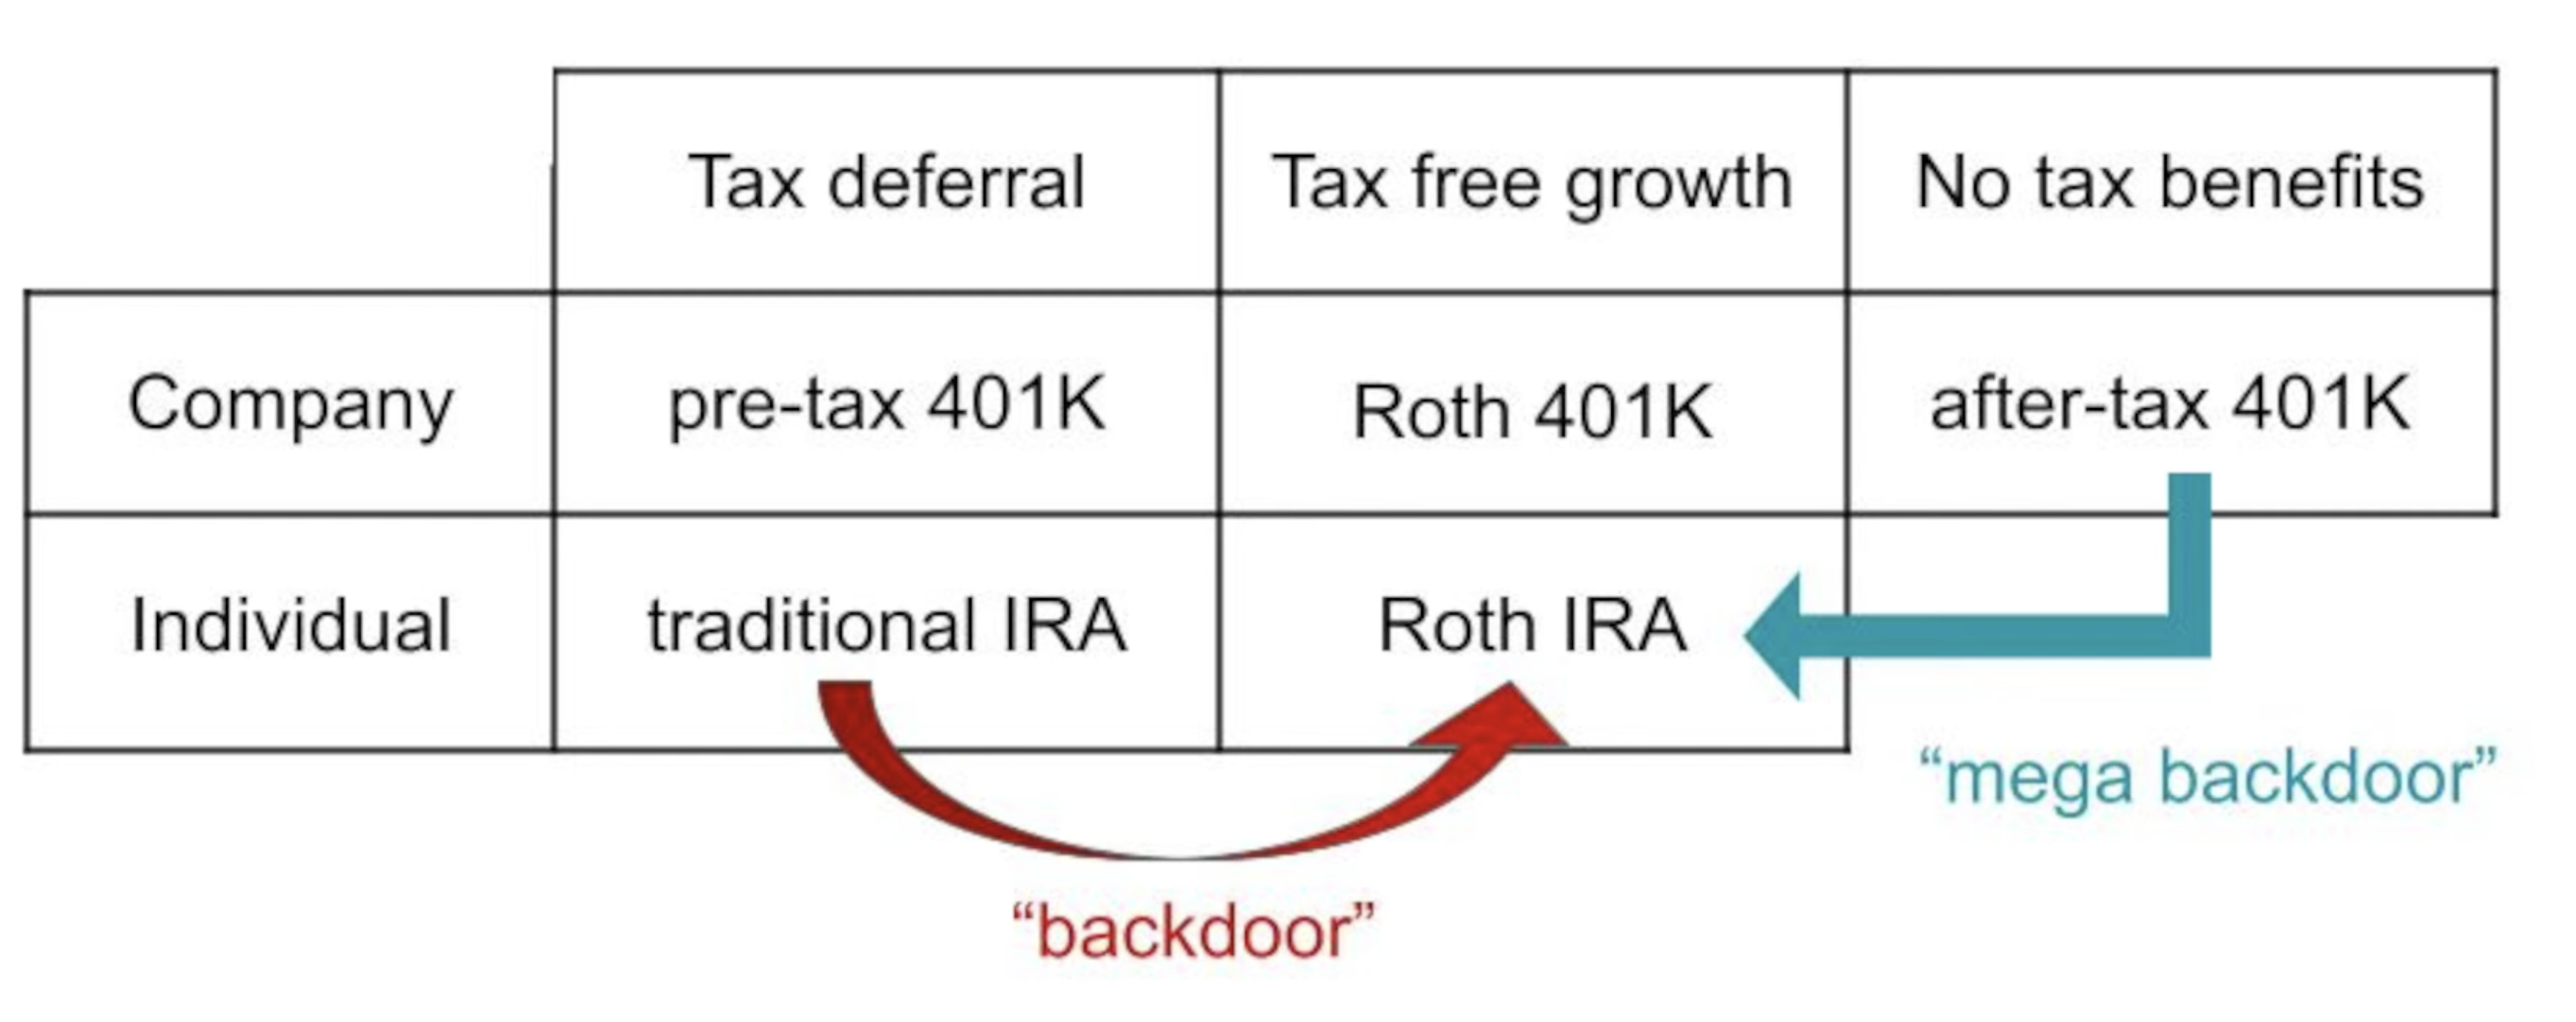 Tax deferral
Tax free growth
No tax benefits
Company
pre-tax 401K
Roth 401K
after-tax 401K
Individual
traditional IRA
Roth IRA
“mega backdoor”
“backdoor”